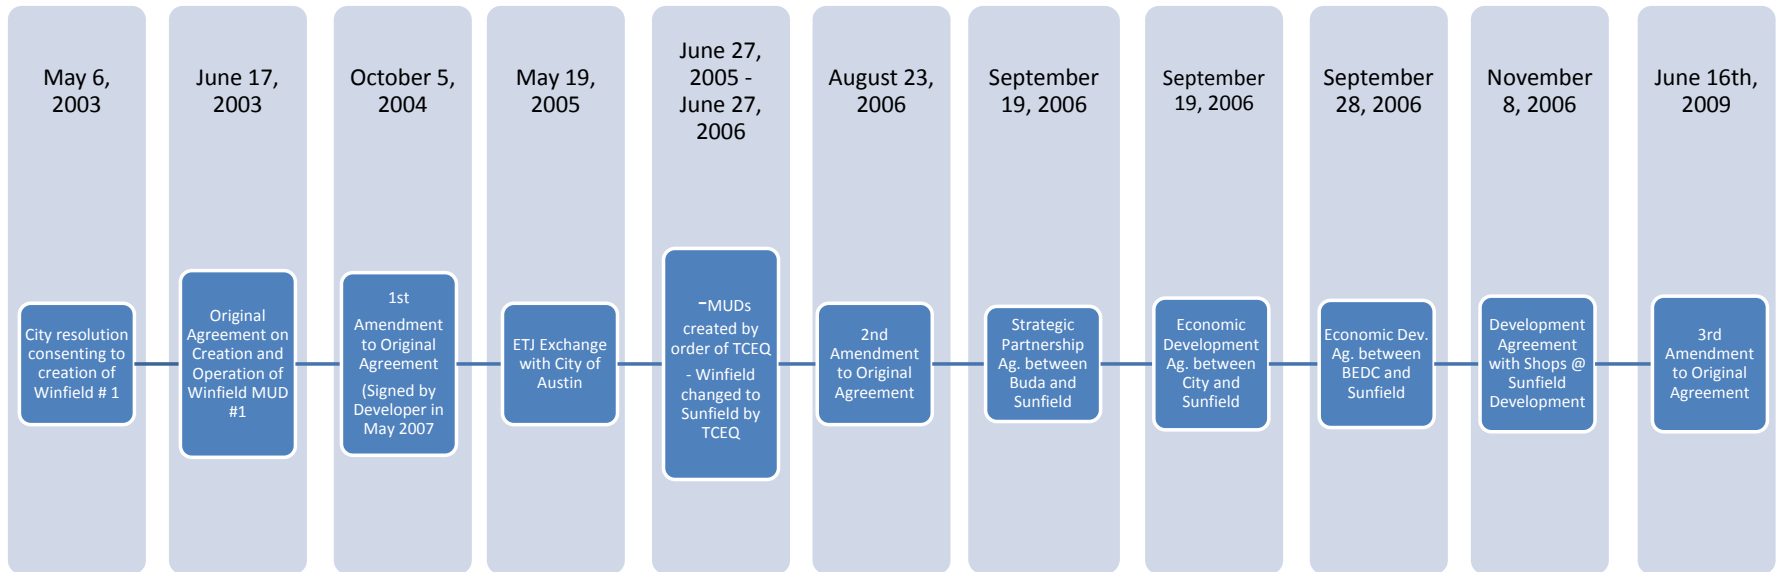 May 6,
2003
June 17,
2003
October 5,
2004
May 19,
2005
June 27,
2005 -
June 27,
2006
August 23,
2006
September
19, 2006
September
19, 2006
September
28, 2006
November
8, 2006
June 16th,
2009
City resolution
consenting to
creation of
Winfield # 1
Original
Agreement on
Creation and
Operation of
Winfield MUD
#1
1st
Amendment
to Original
Agreement
(Signed by
Developer in
May 2007
ETJ Exchange
with City of
Austin
-MUDs
created by
order of TCEQ
- Winfield
changed to
Sunfield by
TCEQ
2nd
Amendment
to Original
Agreement
Strategic
Partnership
Ag. between
Buda and
Sunfield
Economic
Development
Ag. between
City and
Sunfield
Economic Dev.
Ag. between
BEDC and
Sunfield
Development
Agreement
with Shops @
Sunfield
Development
3rd
Amendment
to Original
Agreement